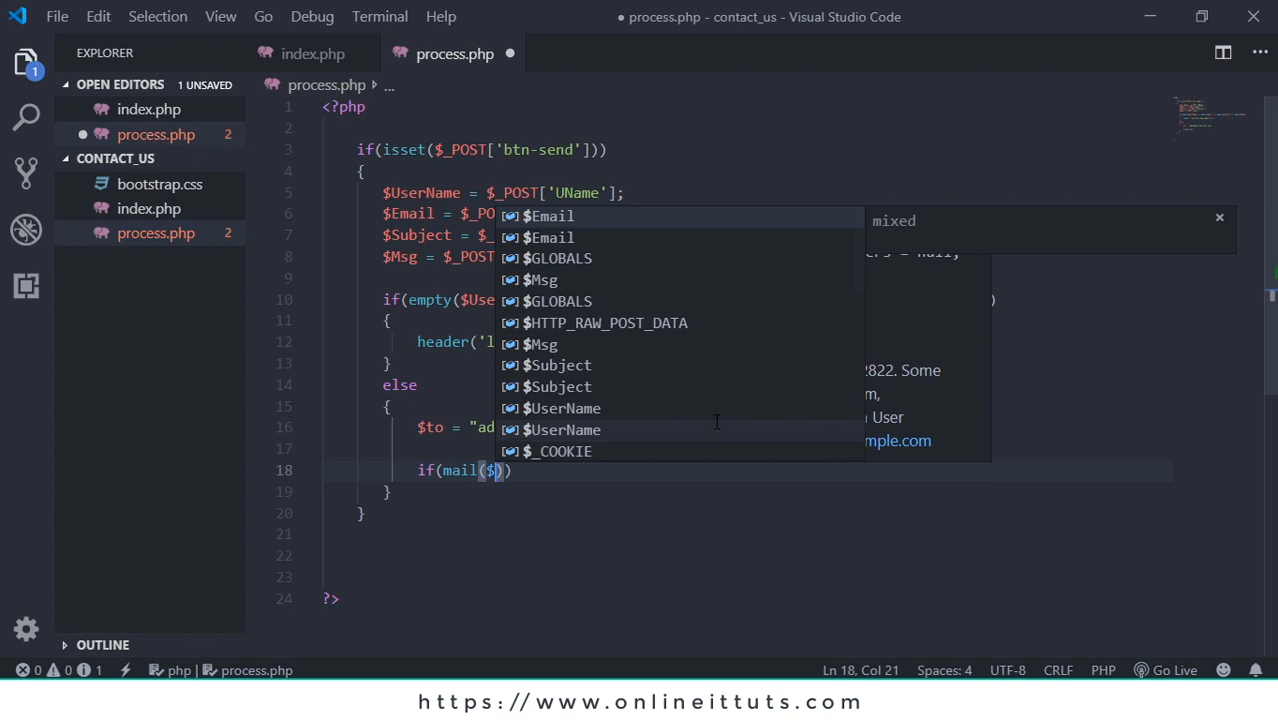 File Edit Selection View Go Debug Terminal Help ● process.php - contact_us - Visual Studio Code
EXPLORER
index.php process.php ●
OPEN EDITORS 1 UNSAVED
index.php
● process.php 2
CONTACT_US
bootstrap.css
index.php
process.php 2
OUTLINE
1
process.php ...
1 <?php
2
3 if(isset($_POST['btn-send']))
4 {
5 $UserName = $_POST['UName'];
6 $Email = $_PO
7 $Subject = $_
8 $Msg = $_POST
9
10 if(empty($Use )
11 {
12 header('l
13 }
14 else
15 {
16 $to = "ad
17
18 if(mail($))
19 }
20 }
21
22
23
24 ?>
$Email
$Email
$GLOBALS
$Msg
$GLOBALS
$HTTP_RAW_POST_DATA
$Msg
$Subject
$Subject
$UserName
$UserName
$_COOKIE
mixed ×
ers = null,
2822. Some
m,
User
mple.com
0 0 1 php process.php Ln 18, Col 21 Spaces: 4 UTF-8 CRLF PHP Go Live
https://www.onlineittuts.com